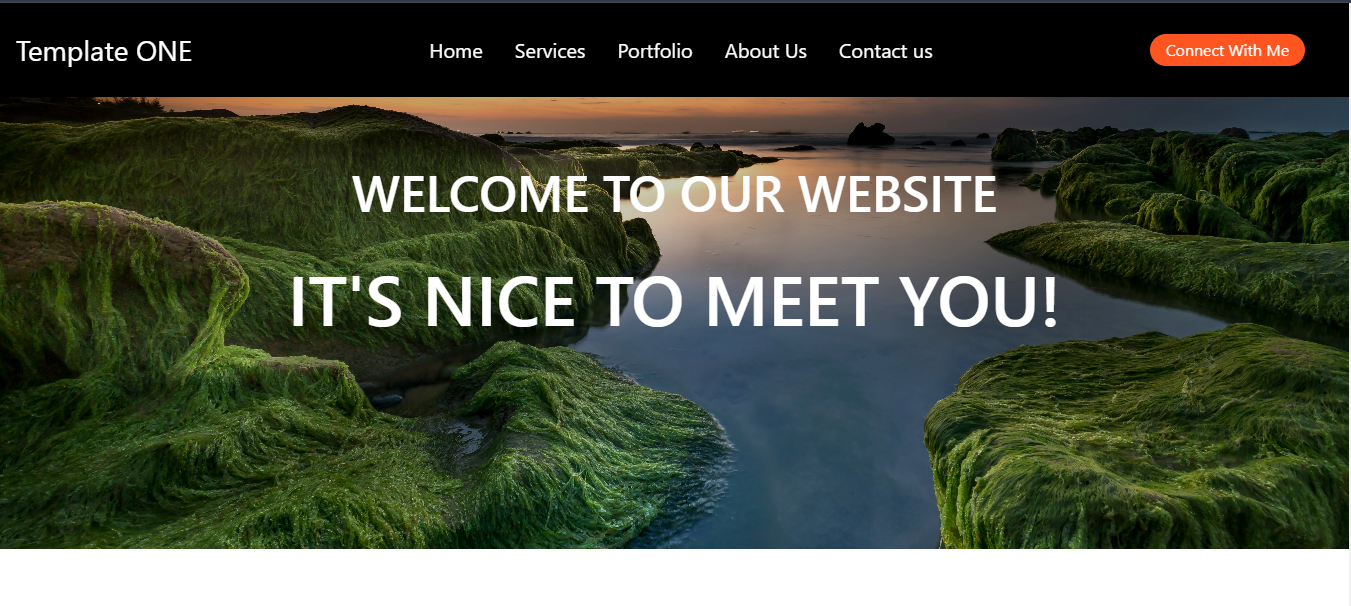 Template ONE
Home Services Portfolio About Us Contact us
Connect With Me
WELCOME TO OUR WEBSITE
IT'S NICE TO MEET YOU!